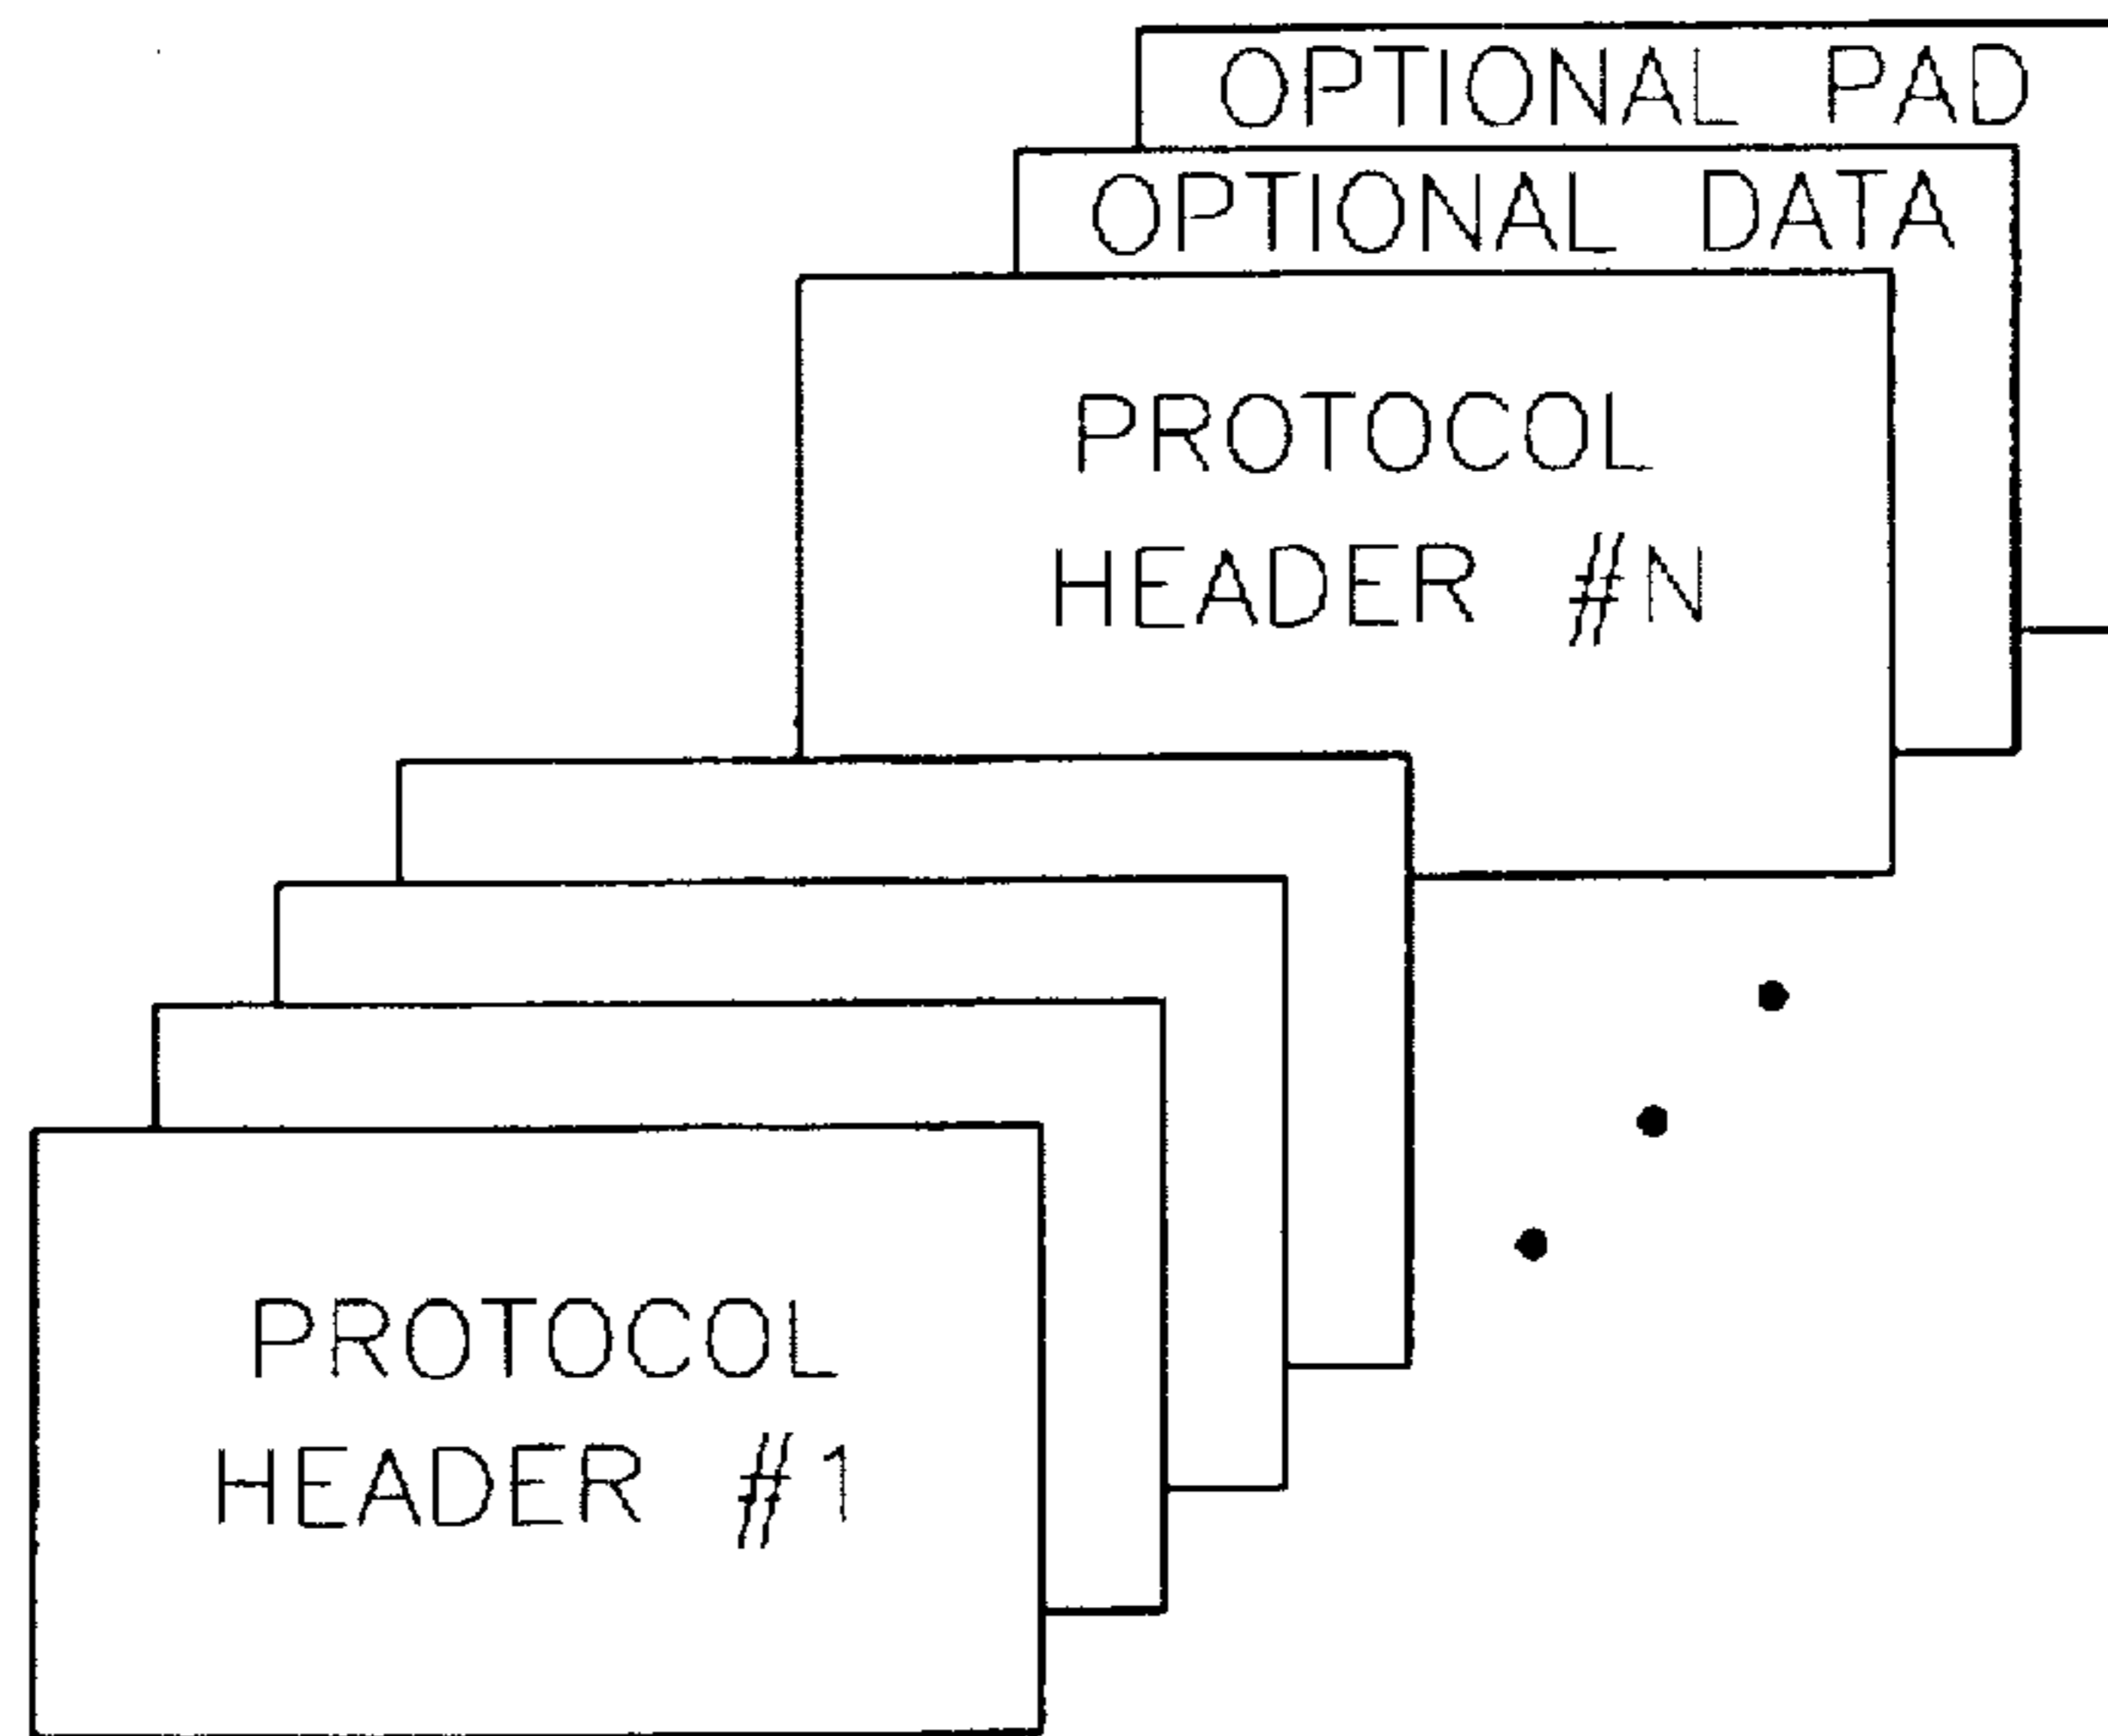 OPTIONAL PAD
OPTIONAL DATA
PROTOCOL
HEADER #N
PROTOCOL
HEADER #1